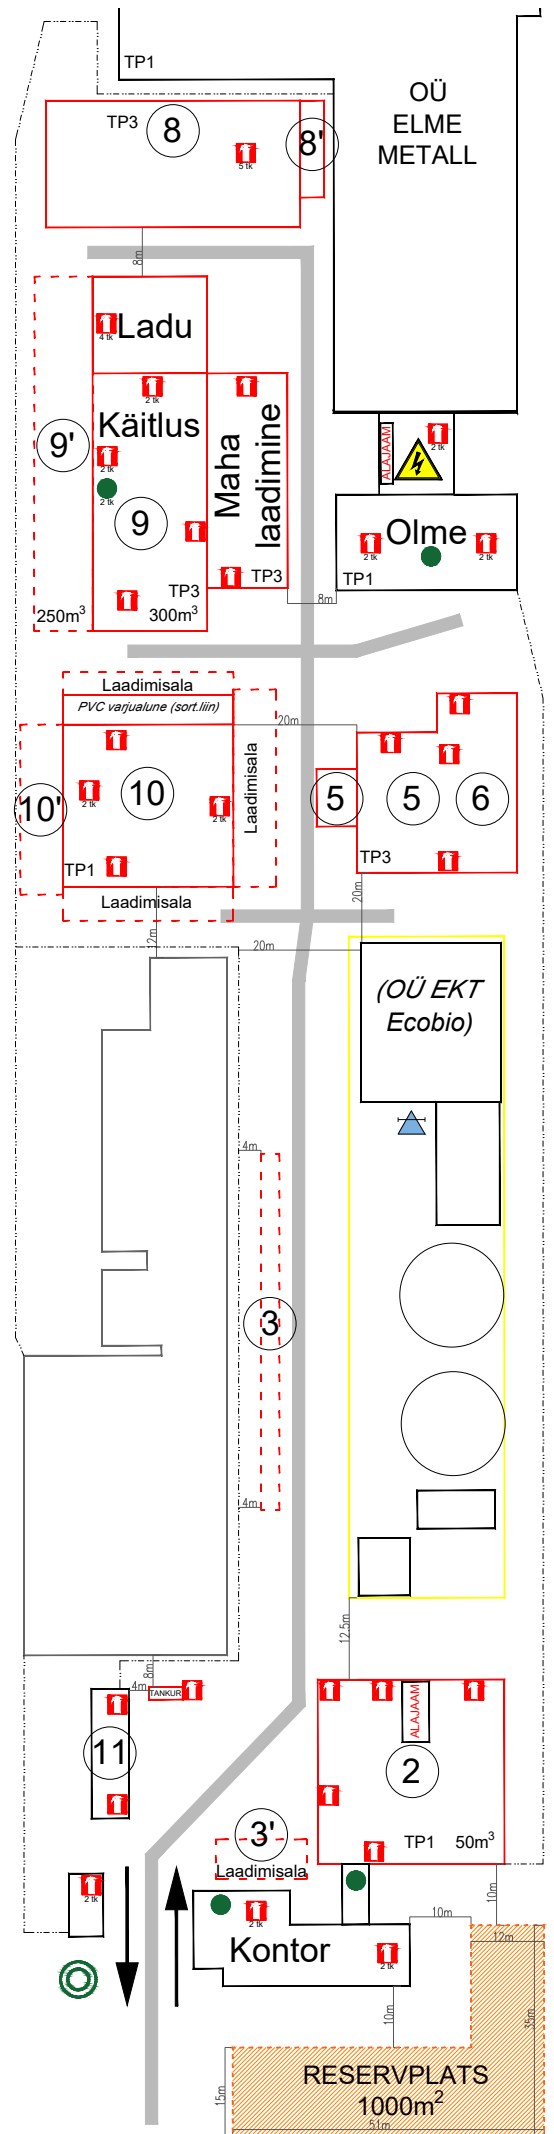 TP1
OÜ
ELME
METALL
TP3
8
8'
5 tk
8m
Ladu
4 tk
Käitlus
2 tk
2 tk
2 tk
9'
9
Maha
laadimine
TP3
TP3
250m³
300m³
ALAJAAM
2 tk
Olme
2 tk
2 tk
TP1
8m
Laadimisala
PVC varjualune (sort.liin)
20m
10'
10
2 tk
2 tk
Laadimisala
TP1
Laadimisala
5
5
6
TP3
12m
20m
20m
(OÜ EKT
Ecobio)
4m
3
4m
12.5m
8m
4m
TANKUR
11
ALAJAAM
2
TP1
50m³
3'
Laadimisala
2 tk
2 tk
Kontor
2 tk
10m
10m
12m
10m
35m
15m
RESERVPLATS
1000m²
51m